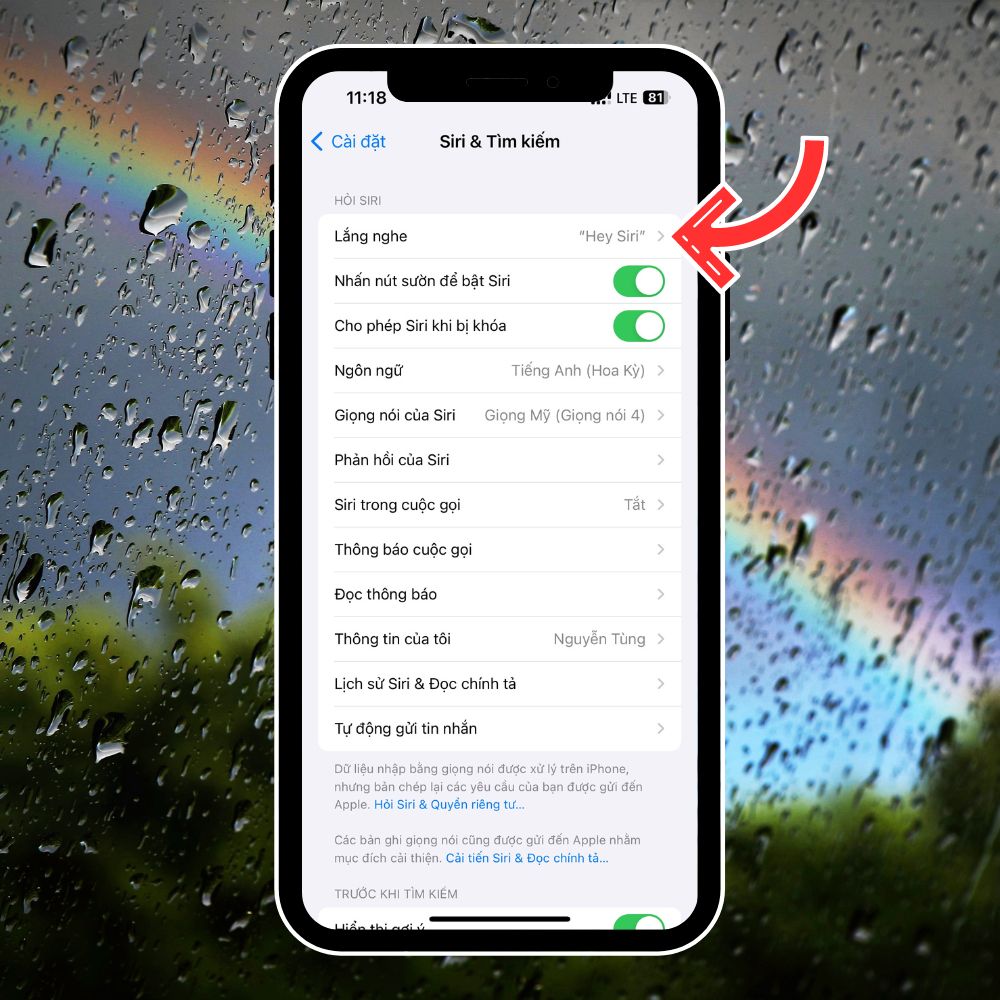 11:18
LTE 81
Cài đặt
Siri & Tìm kiếm
HỎI SIRI
Lắng nghe
"Hey Siri"
Nhấn nút sườn để bật Siri
Cho phép Siri khi bị khóa
Ngôn ngữ
Tiếng Anh (Hoa Kỳ)
Giọng nói của Siri
Giọng Mỹ (Giọng nói 4)
Phản hồi của Siri
Siri trong cuộc gọi
Tắt
Thông báo cuộc gọi
Đọc thông báo
Thông tin của tôi
Nguyễn Tùng
Lịch sử Siri & Đọc chính tả
Tự động gửi tin nhắn
Dữ liệu nhập bằng giọng nói được xử lý trên iPhone,
nhưng bản chép lại các yêu cầu của bạn được gửi đến
Apple. Hỏi Siri & Quyền riêng tư...
Các bản ghi giọng nói cũng được gửi đến Apple nhằm
mục đích cải thiện. Cải tiến Siri & Đọc chính tả...
TRƯỚC KHI TÌM KIẾM
Hiển thị gợi ý